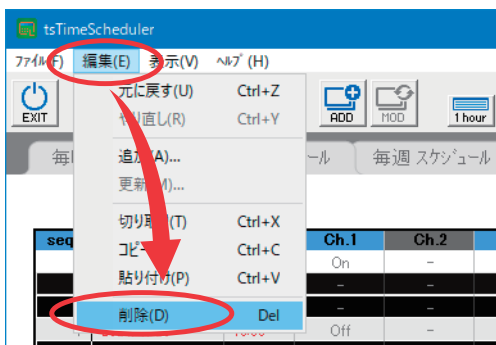 tsTimeScheduler
ﾌｧｲﾙ(F) 編集(E) 表示(V) ﾍﾙﾌﾟ(H)
EXIT ADD MOD 1 hour
元に戻す(U) Ctrl+Z
やり直し(R) Ctrl+Y
追加(A)...
更新(M)...
毎週 ｽｹｼﾞｭｰﾙ
切り取り(T) Ctrl+X
コピー Ctrl+C
貼り付け(P) Ctrl+V
削除(D) Del
seq Ch.1 Ch.2
On -
- -
- -
Off -